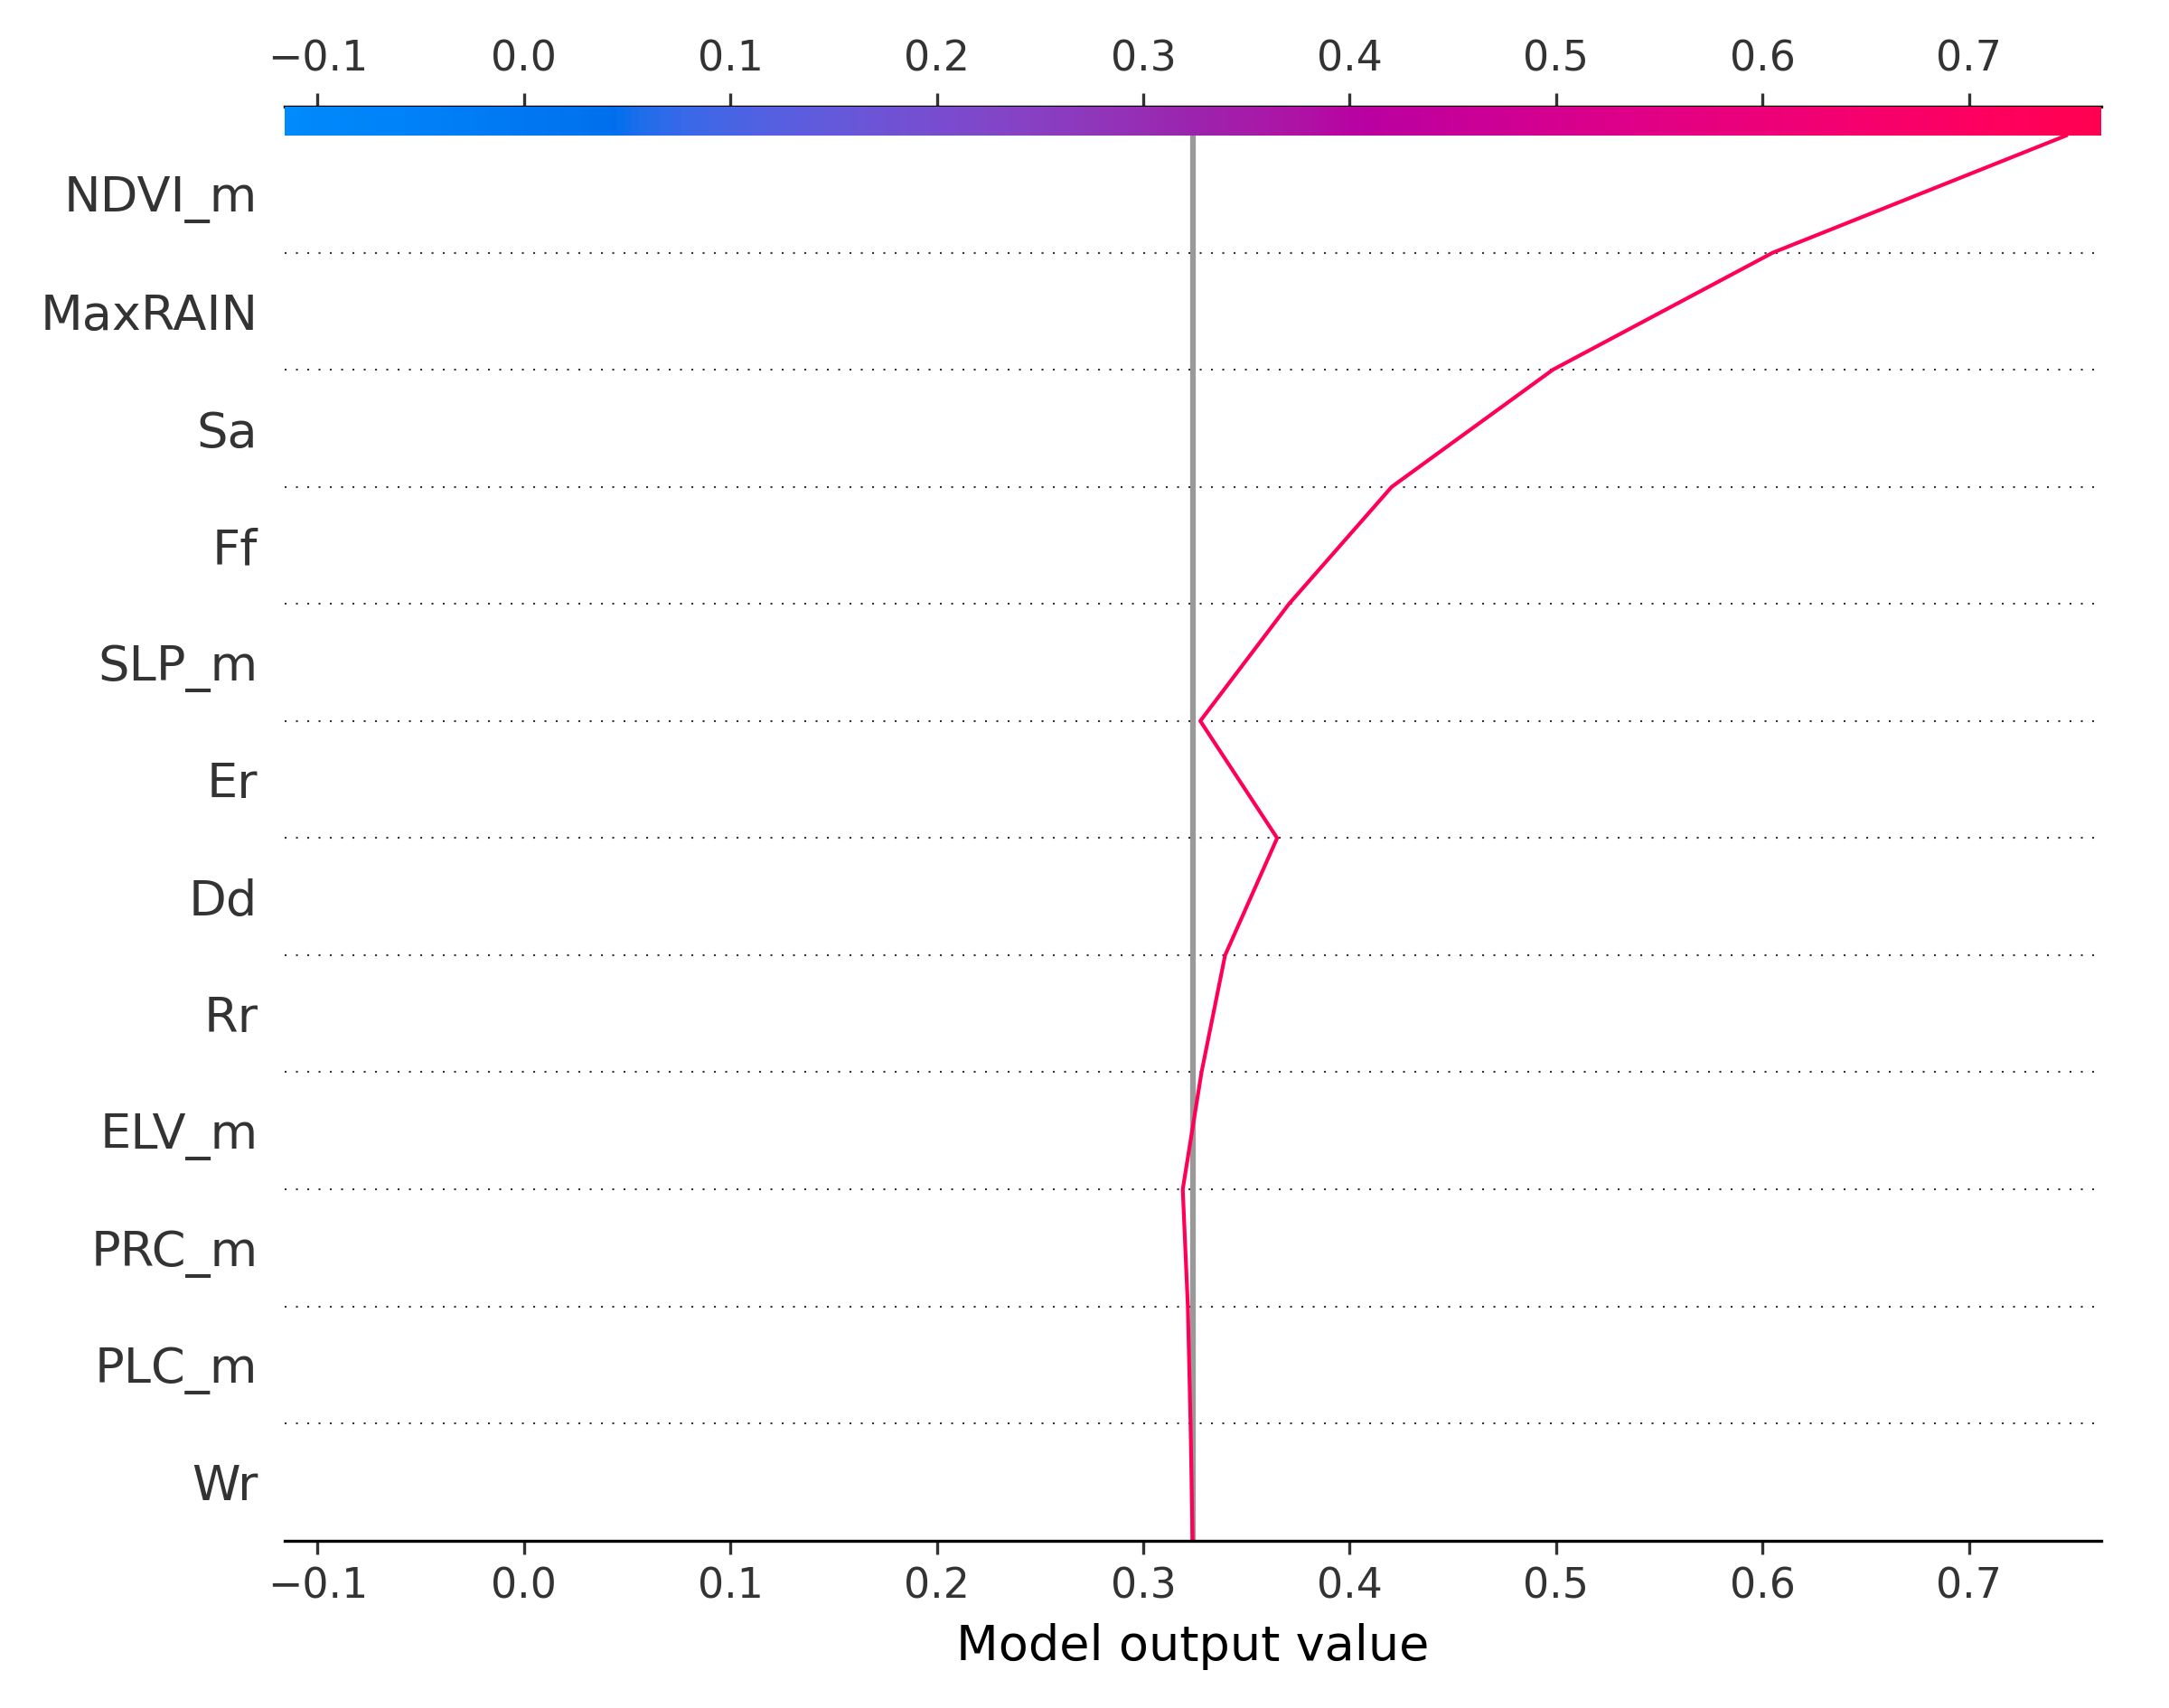 −0.1 0.0 0.1 0.2 0.3 0.4 0.5 0.6 0.7
NDVI_m
MaxRAIN
Sa
Ff
SLP_m
Er
Dd
Rr
ELV_m
PRC_m
PLC_m
Wr
−0.1 0.0 0.1 0.2 0.3 0.4 0.5 0.6 0.7
Model output value